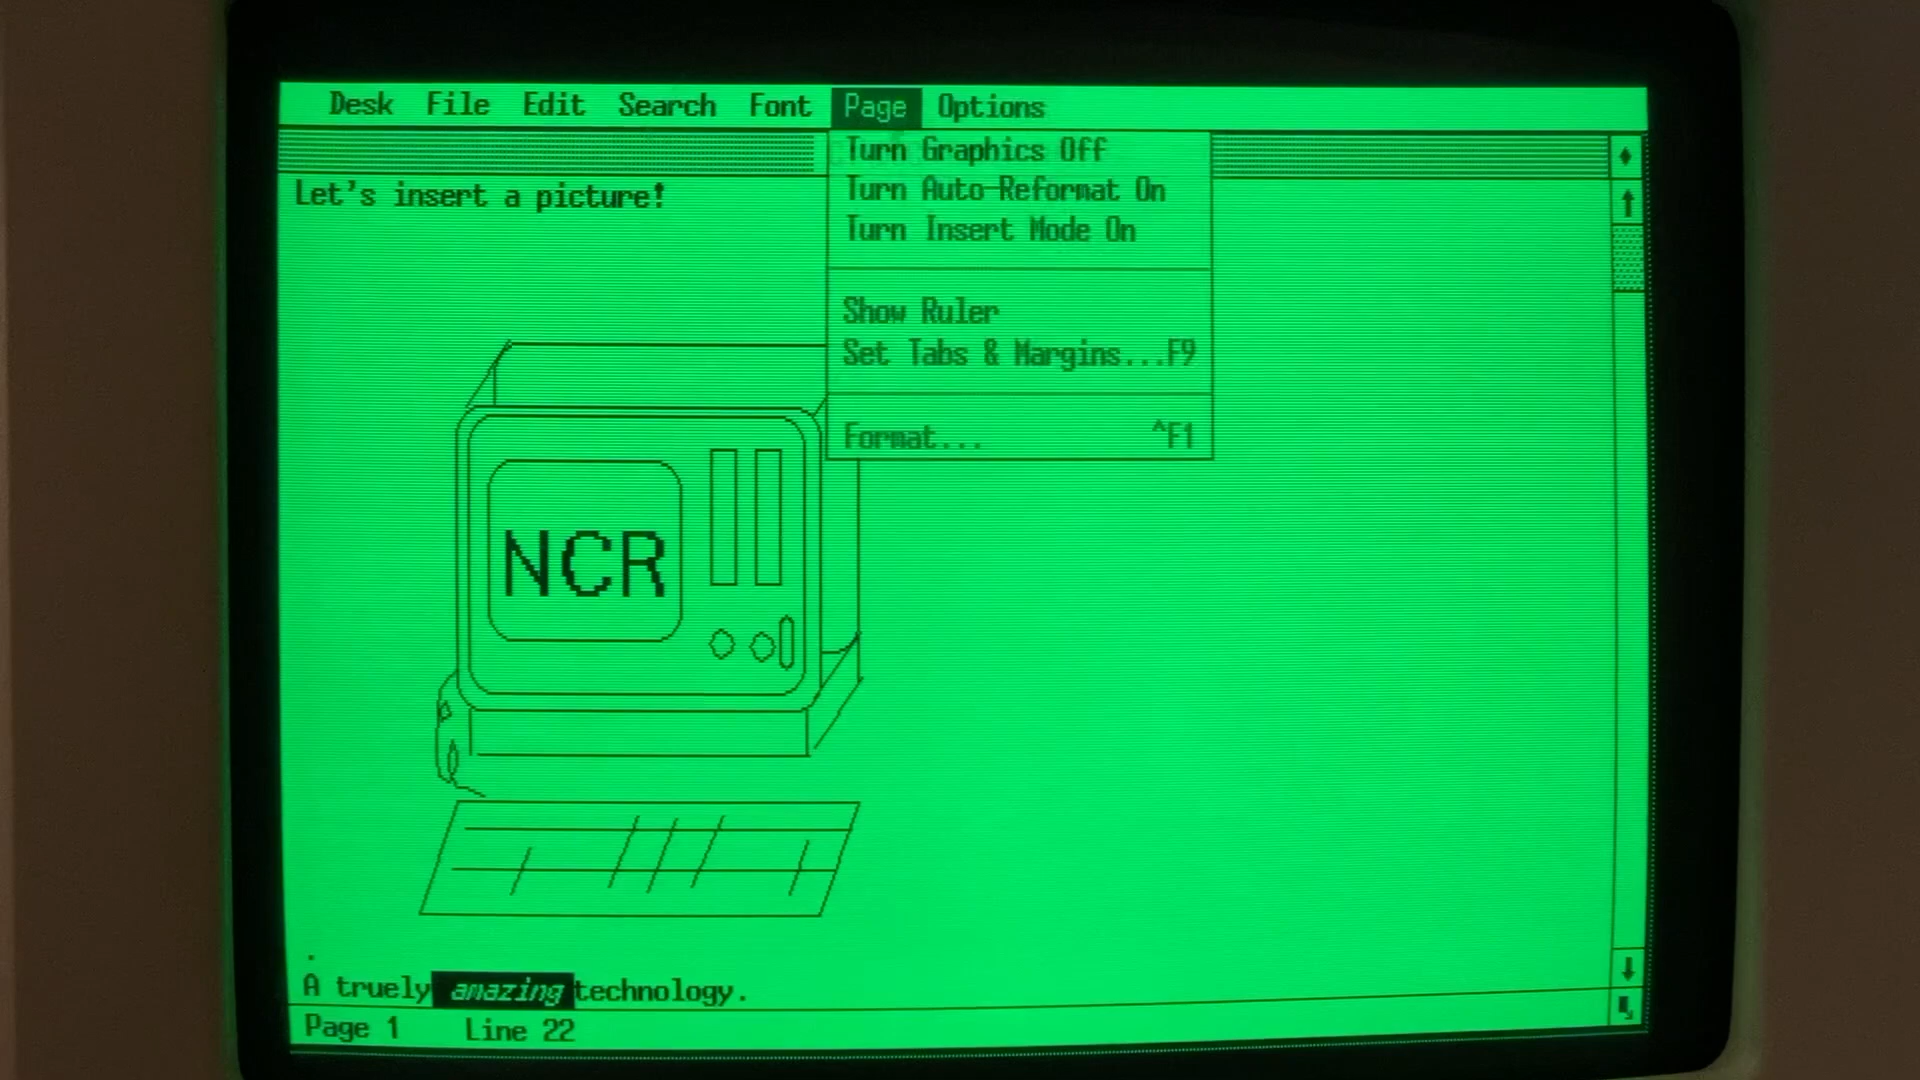 Desk File Edit Search Font Page Options
Turn Graphics Off
Turn Auto-Reformat On
Turn Insert Mode On
Show Ruler
Set Tabs & Margins...F9
Format... ^F1
Let's insert a picture!
NCR
.
A truely amazing technology.
Page 1 Line 22